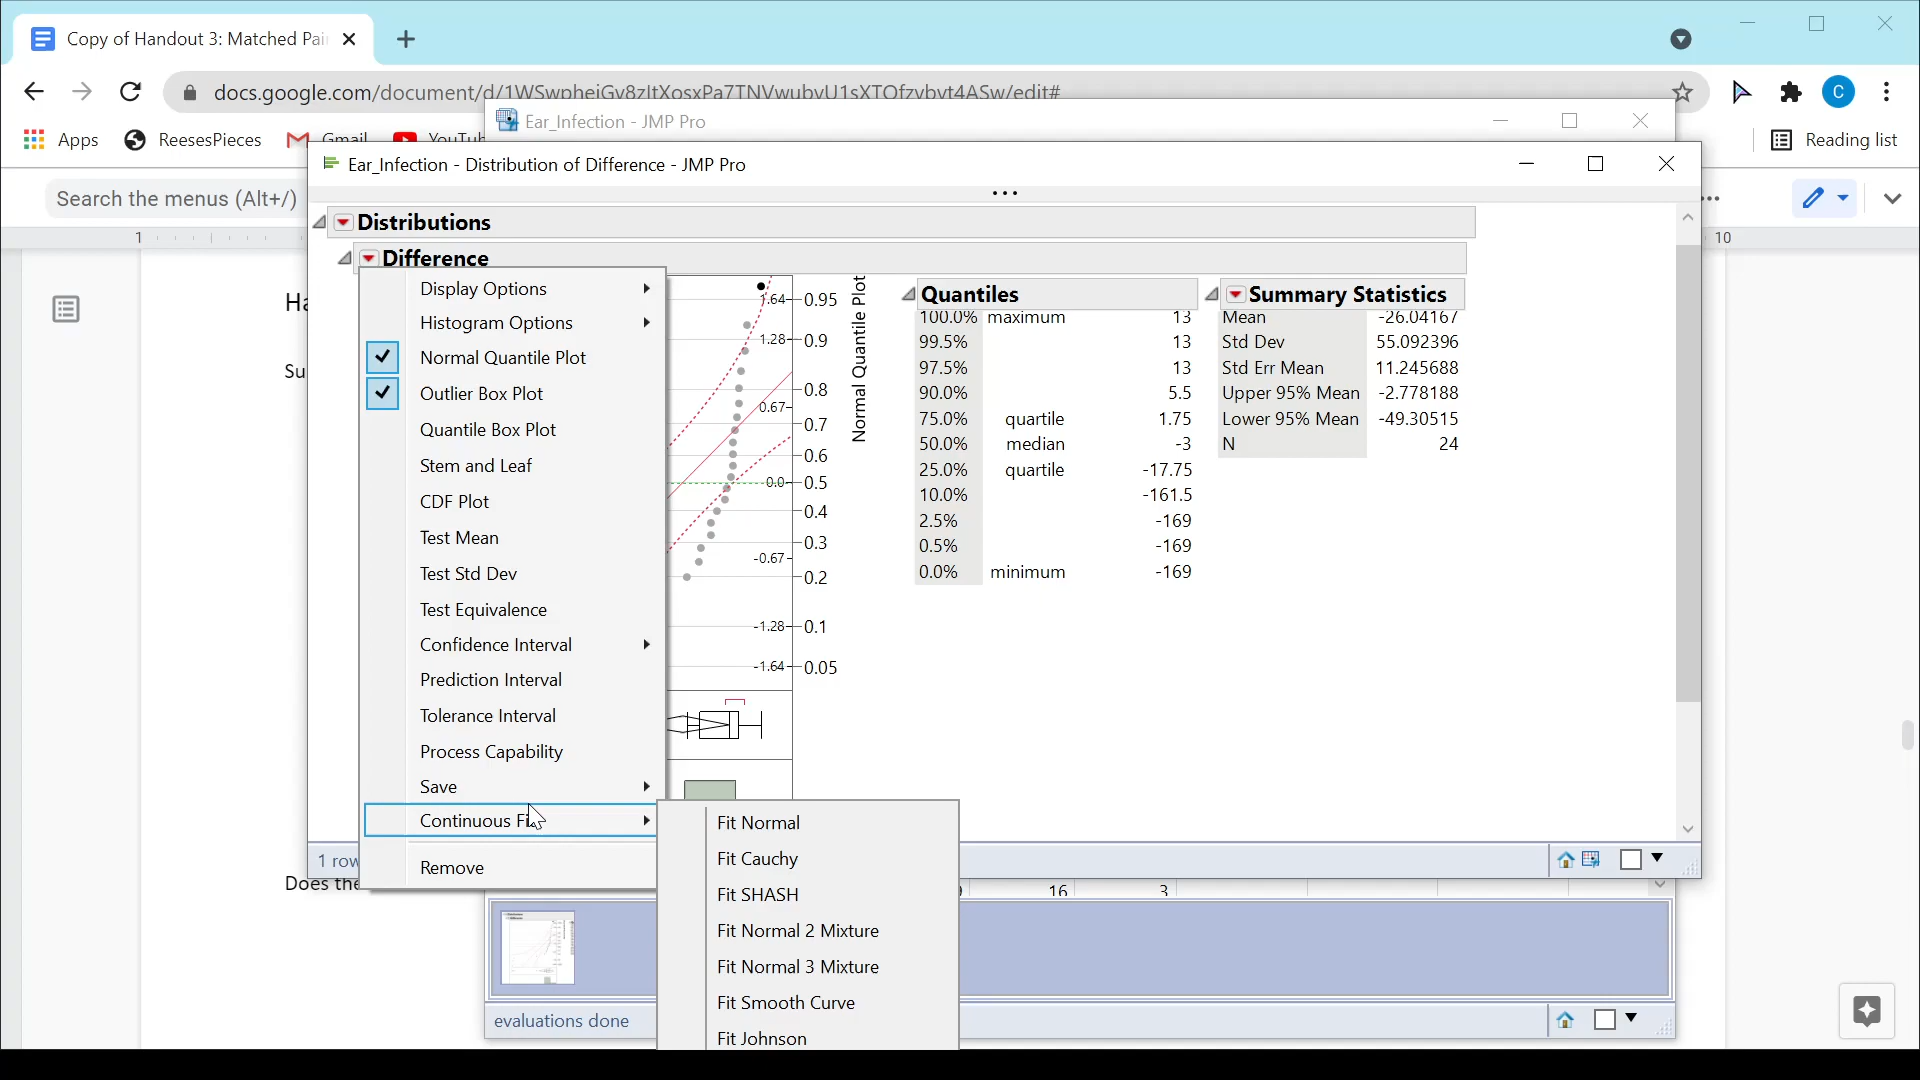 Copy of Handout 3: Matched Pai
docs.google.com/document/d/1WSwpheiGv8zltXosxPa7TNVwubvU1sXTOfzvbvt4ASw/edit#
C
Apps
ReesesPieces
Gmail
YouTub
Reading list
Ear_Infection - JMP Pro
Ear_Infection - Distribution of Difference - JMP Pro
Search the menus (Alt+/)
1
10
Distributions
Difference
Display Options
Histogram Options
Normal Quantile Plot
Outlier Box Plot
Quantile Box Plot
Stem and Leaf
CDF Plot
Test Mean
Test Std Dev
Test Equivalence
Confidence Interval
Prediction Interval
Tolerance Interval
Process Capability
Save
Continuous Fi
Remove
Fit Normal
Fit Cauchy
Fit SHASH
Fit Normal 2 Mixture
Fit Normal 3 Mixture
Fit Smooth Curve
Fit Johnson
1.64 0.95
1.28 0.9
0.8
0.67
0.7
0.6
0.0 0.5
0.4
0.3
-0.67
0.2
-1.28 0.1
-1.64 0.05
Normal Quantile Plot
Quantiles
100.0% maximum 13
99.5% 13
97.5% 13
90.0% 5.5
75.0% quartile 1.75
50.0% median -3
25.0% quartile -17.75
10.0% -161.5
2.5% -169
0.5% -169
0.0% minimum -169
Summary Statistics
Mean -26.04167
Std Dev 55.092396
Std Err Mean 11.245688
Upper 95% Mean -2.778188
Lower 95% Mean -49.30515
N 24
Ha
Su
1 row
Does the
16 3
evaluations done